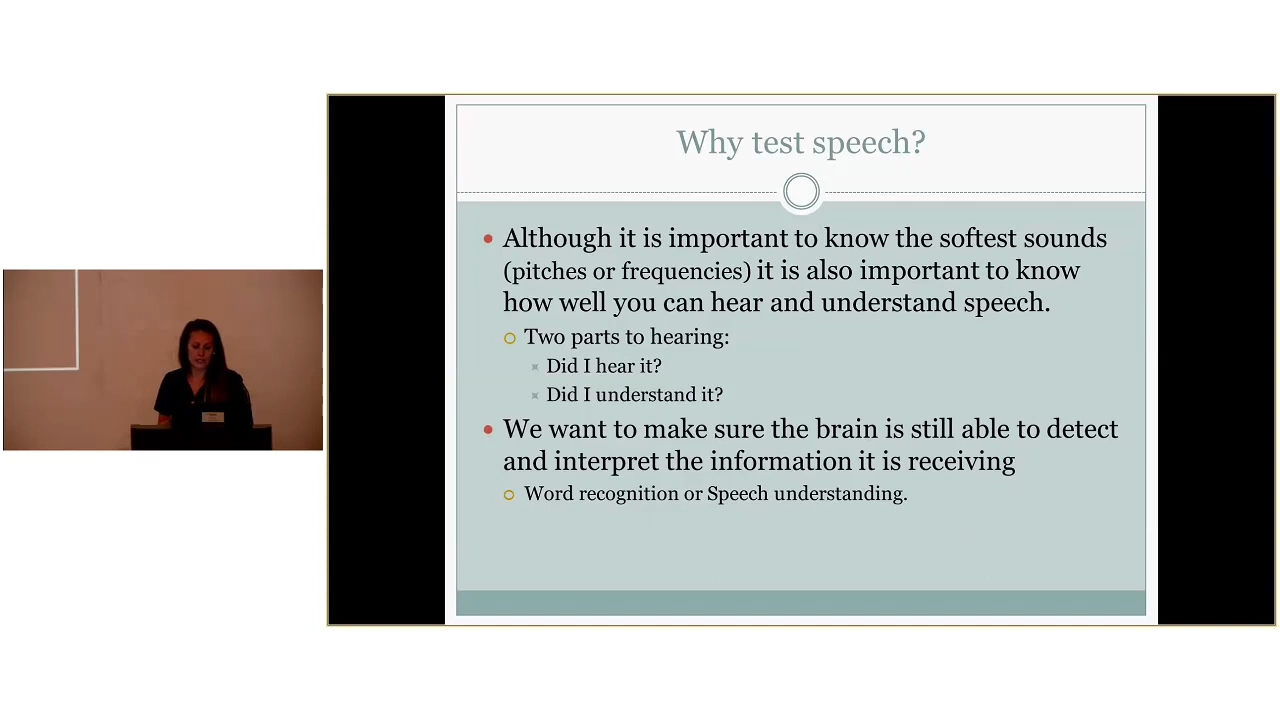 Why test speech?
Although it is important to know the softest sounds
(pitches or frequencies) it is also important to know
how well you can hear and understand speech.
Two parts to hearing:
Did I hear it?
Did I understand it?
We want to make sure the brain is still able to detect
and interpret the information it is receiving
Word recognition or Speech understanding.